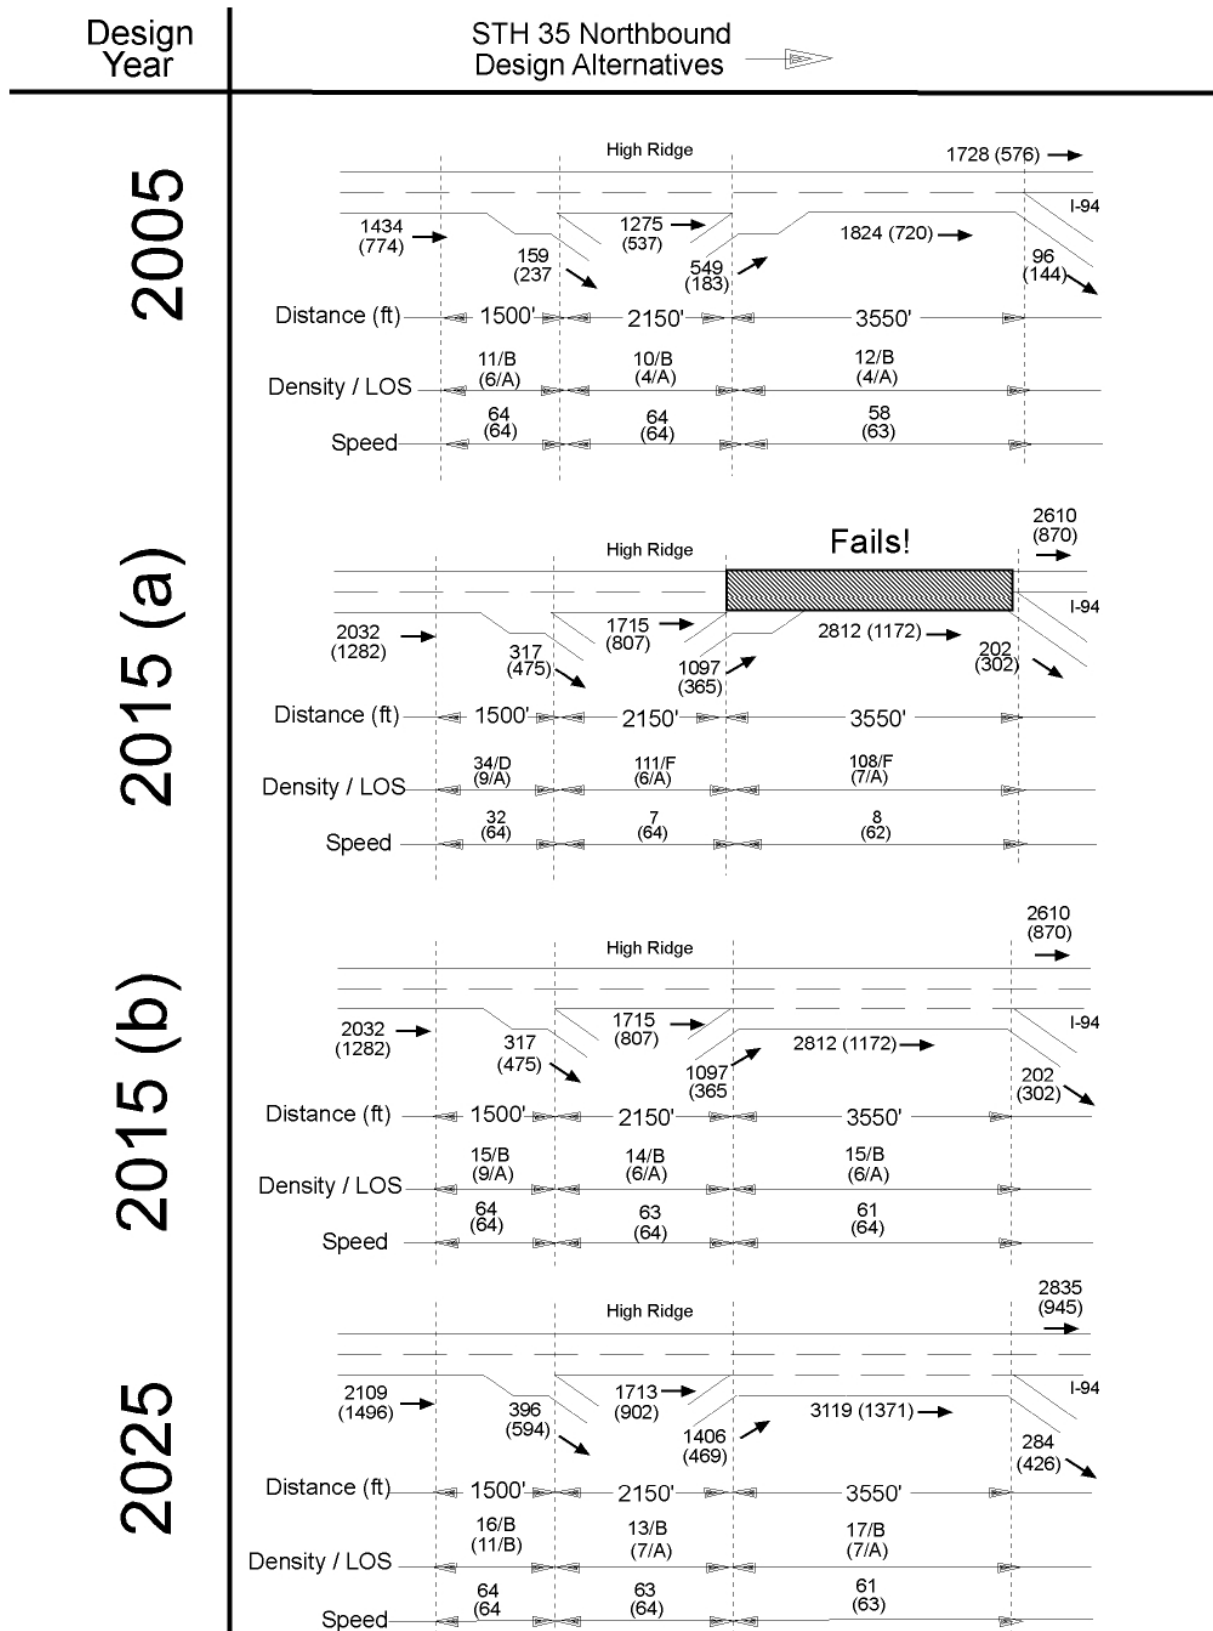 Design
Year
STH 35 Northbound
Design Alternatives
2005
High Ridge
1728 (576)
I-94
1434
(774)
1275
(537)
1824 (720)
159
(237
549
(183)
96
(144)
Distance (ft) 1500' 2150' 3550'
Density / LOS
11/B
(6/A)
10/B
(4/A)
12/B
(4/A)
Speed
64
(64)
64
(64)
58
(63)
2015 (a)
High Ridge
Fails!
2610
(870)
I-94
2032
(1282)
1715
(807)
2812 (1172)
317
(475)
1097
(365)
202
(302)
Distance (ft) 1500' 2150' 3550'
Density / LOS
34/D
(9/A)
111/F
(6/A)
108/F
(7/A)
Speed
32
(64)
7
(64)
8
(62)
2015 (b)
High Ridge
2610
(870)
I-94
2032
(1282)
1715
(807)
2812 (1172)
317
(475)
1097
(365
202
(302)
Distance (ft) 1500' 2150' 3550'
Density / LOS
15/B
(9/A)
14/B
(6/A)
15/B
(6/A)
Speed
64
(64)
63
(64)
61
(64)
2025
High Ridge
2835
(945)
I-94
2109
(1496)
1713
(902)
3119 (1371)
396
(594)
1406
(469)
284
(426)
Distance (ft) 1500' 2150' 3550'
Density / LOS
16/B
(11/B)
13/B
(7/A)
17/B
(7/A)
Speed
64
(64
63
(64)
61
(63)